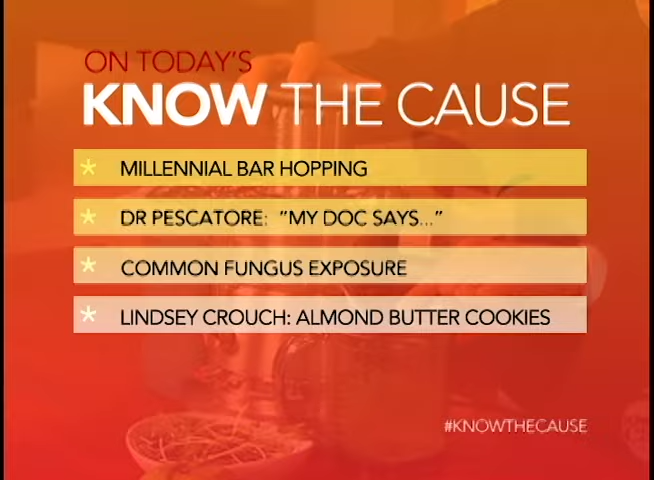 ON TODAY'S
KNOW THE CAUSE
* MILLENNIAL BAR HOPPING
* DR PESCATORE: "MY DOC SAYS..."
* COMMON FUNGUS EXPOSURE
* LINDSEY CROUCH: ALMOND BUTTER COOKIES
#KNOWTHECAUSE